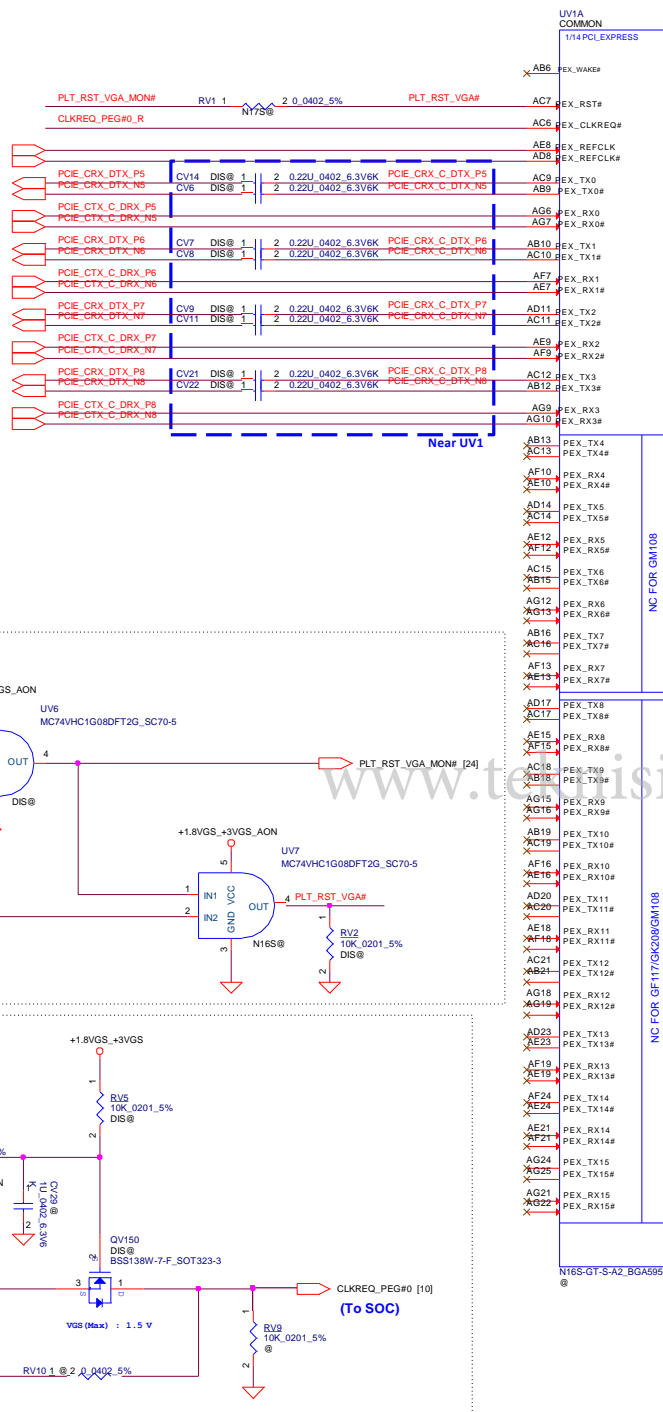 UV1A
COMMON
1/14 PCI_EXPRESS
AB6 PEX_WAKE#
PLT_RST_VGA_MON# RV1 1 2 0_0402_5% PLT_RST_VGA# AC7 PEX_RST#
N17S@
CLKREQ_PEG#0_R AC6 PEX_CLKREQ#
AE8 PEX_REFCLK
AD8 PEX_REFCLK#
PCIE_CRX_DTX_P5 CV14 DIS@ 1 2 0.22U_0402_6.3V6K PCIE_CRX_C_DTX_P5 AC9 PEX_TX0
PCIE_CRX_DTX_N5 CV6 DIS@ 1 2 0.22U_0402_6.3V6K PCIE_CRX_C_DTX_N5 AB9 PEX_TX0#
PCIE_CTX_C_DRX_P5 AG6 PEX_RX0
PCIE_CTX_C_DRX_N5 AG7 PEX_RX0#
PCIE_CRX_DTX_P6 CV7 DIS@ 1 2 0.22U_0402_6.3V6K PCIE_CRX_C_DTX_P6 AB10 PEX_TX1
PCIE_CRX_DTX_N6 CV8 DIS@ 1 2 0.22U_0402_6.3V6K PCIE_CRX_C_DTX_N6 AC10 PEX_TX1#
PCIE_CTX_C_DRX_P6 AF7 PEX_RX1
PCIE_CTX_C_DRX_N6 AE7 PEX_RX1#
PCIE_CRX_DTX_P7 CV9 DIS@ 1 2 0.22U_0402_6.3V6K PCIE_CRX_C_DTX_P7 AD11 PEX_TX2
PCIE_CRX_DTX_N7 CV11 DIS@ 1 2 0.22U_0402_6.3V6K PCIE_CRX_C_DTX_N7 AC11 PEX_TX2#
PCIE_CTX_C_DRX_P7 AE9 PEX_RX2
PCIE_CTX_C_DRX_N7 AF9 PEX_RX2#
PCIE_CRX_DTX_P8 CV21 DIS@ 1 2 0.22U_0402_6.3V6K PCIE_CRX_C_DTX_P8 AC12 PEX_TX3
PCIE_CRX_DTX_N8 CV22 DIS@ 1 2 0.22U_0402_6.3V6K PCIE_CRX_C_DTX_N8 AB12 PEX_TX3#
PCIE_CTX_C_DRX_P8 AG9 PEX_RX3
PCIE_CTX_C_DRX_N8 AG10 PEX_RX3#
Near UV1
AB13 PEX_TX4
AC13 PEX_TX4#
AF10 PEX_RX4
AE10 PEX_RX4#
AD14 PEX_TX5
AC14 PEX_TX5#
AE12 PEX_RX5
AF12 PEX_RX5#
AC15 PEX_TX6
AB15 PEX_TX6#
AG12 PEX_RX6
AG13 PEX_RX6#
AB16 PEX_TX7
AC16 PEX_TX7#
AF13 PEX_RX7
AE13 PEX_RX7#
NC FOR GM108
AD17 PEX_TX8
AC17 PEX_TX8#
AE15 PEX_RX8
AF15 PEX_RX8#
AC18 PEX_TX9
AB18 PEX_TX9#
AG15 PEX_RX9
AG16 PEX_RX9#
AB19 PEX_TX10
AC19 PEX_TX10#
AF16 PEX_RX10
AE16 PEX_RX10#
AD20 PEX_TX11
AC20 PEX_TX11#
AE18 PEX_RX11
AF18 PEX_RX11#
AC21 PEX_TX12
AB21 PEX_TX12#
AG18 PEX_RX12
AG19 PEX_RX12#
AD23 PEX_TX13
AE23 PEX_TX13#
AF19 PEX_RX13
AE19 PEX_RX13#
AF24 PEX_TX14
AE24 PEX_TX14#
AE21 PEX_RX14
AF21 PEX_RX14#
AG24 PEX_TX15
AG25 PEX_TX15#
AG21 PEX_RX15
AG22 PEX_RX15#
NC FOR GF117/GK208/GM108
N16S-GT-S-A2_BGA595
@
GS_AON
UV6
MC74VHC1G08DFT2G_SC70-5
OUT 4
DIS@
PLT_RST_VGA_MON# [24]
www.teknisi
+1.8VGS_+3VGS_AON
UV7
MC74VHC1G08DFT2G_SC70-5
5
1 IN1 VCC
2 IN2 GND OUT 4 PLT_RST_VGA#
3
N16S@
1
RV2
10K_0201_5%
DIS@
2
+1.8VGS_+3VGS
1
RV5
10K_0201_5%
DIS@
2
%
N
1
CV29 @
1U_0402_6.3V6
K
2
QV150
DIS@
BSS138W-7-F_SOT323-3
2
G
3 1
S D
VGS(Max) : 1.5 V
CLKREQ_PEG#0 [10]
(To SOC)
1
RV9
10K_0201_5%
@
2
RV10 1 @ 2 0_0402_5%